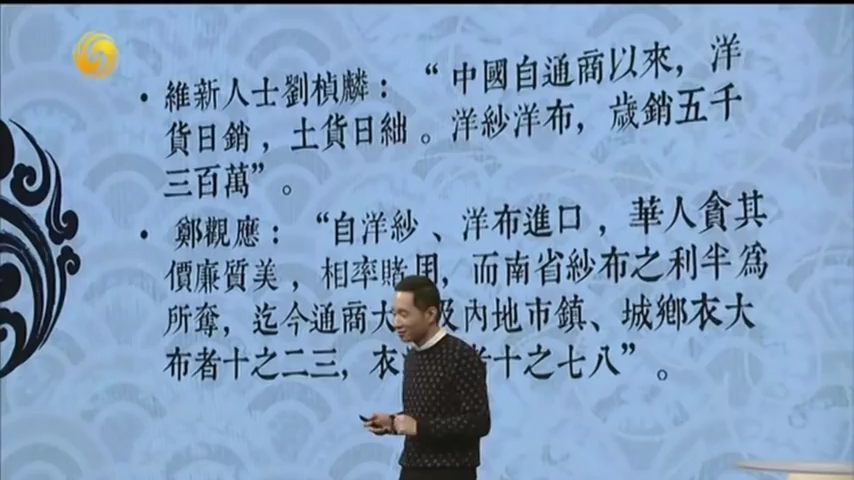 • 維新人士劉楨麟：“中國自通商以來，洋
貨日銷，土貨日絀。洋紗洋布，歲銷五千
三百萬”。
• 鄭觀應：“自洋紗、洋布進口，華人貪其
價廉質美，相率賭用，而南省紗布之利半為
所奪，迄今通商大 及內地市鎮、城鄉衣大
布者十之二三，衣 者十之七八”。